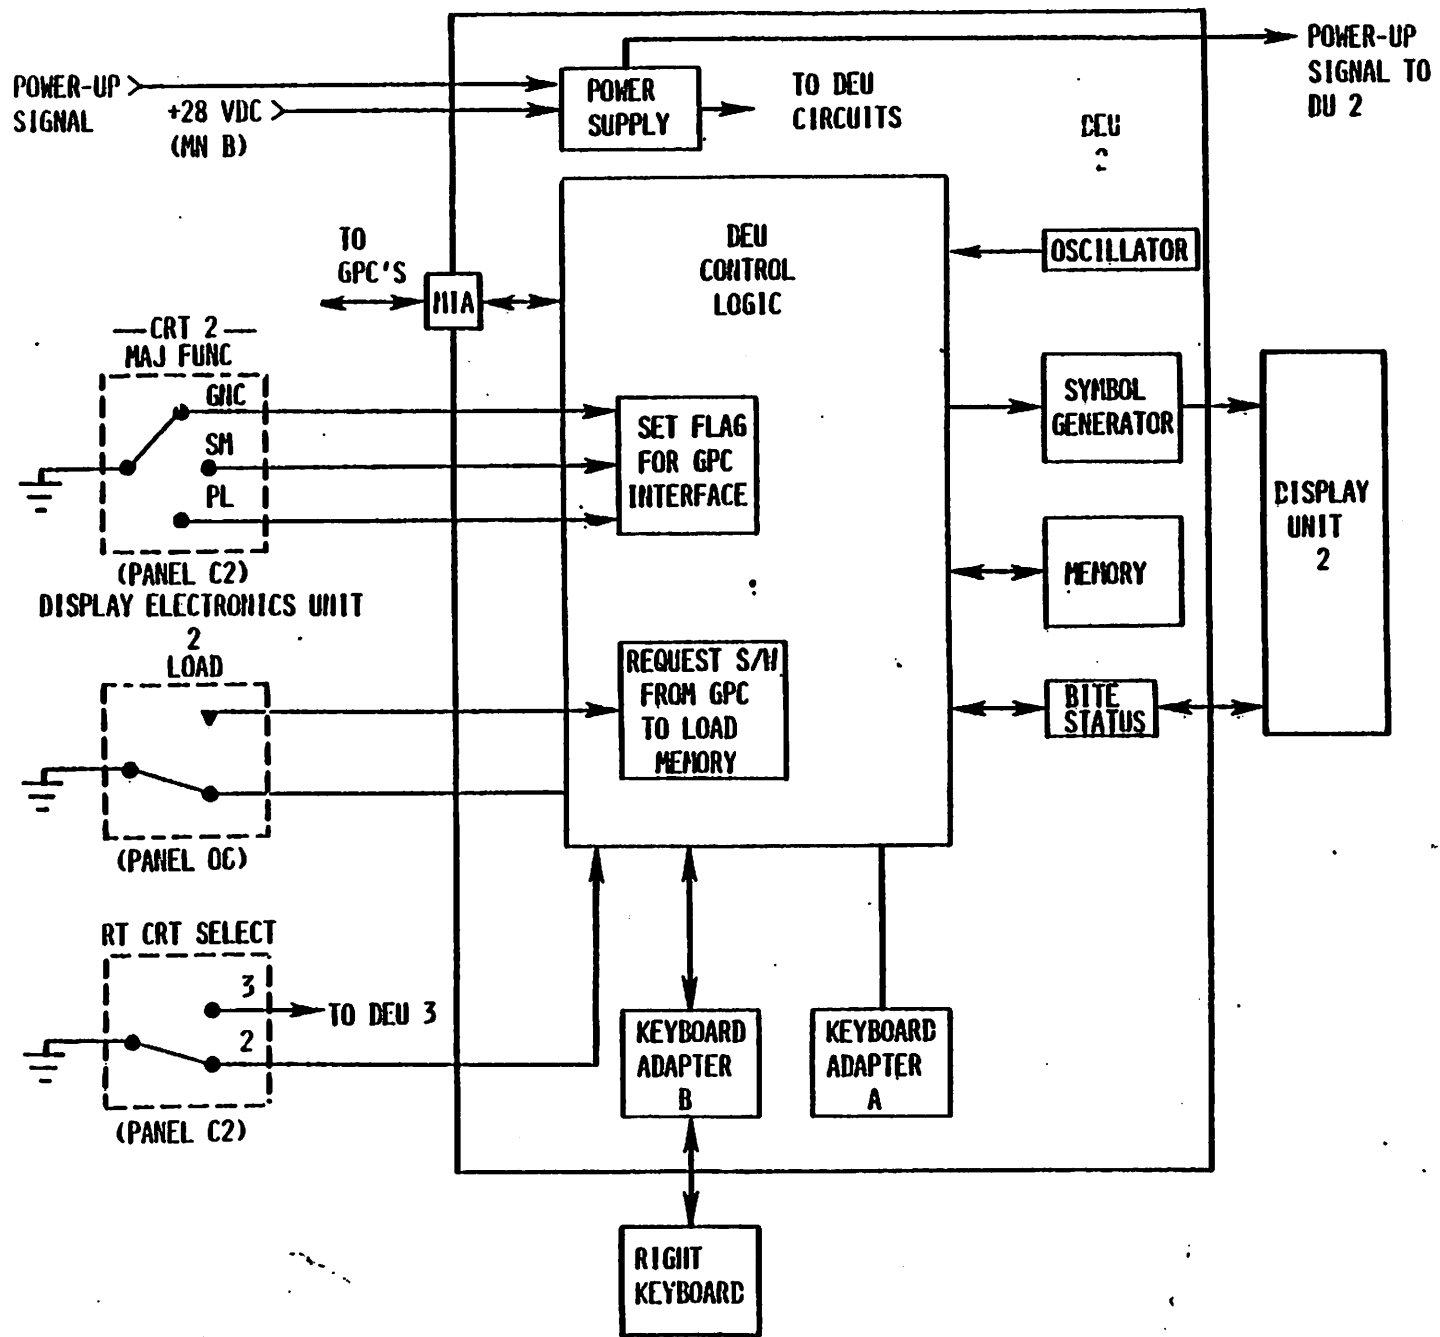 POWER-UP
SIGNAL
+28 VDC
(MN B)
POWER
SUPPLY
TO DEU
CIRCUITS
POWER-UP
SIGNAL TO
DU 2
DEU
2
TO
GPC'S
MIA
DEU
CONTROL
LOGIC
OSCILLATOR
CRT 2
MAJ FUNC
GNC
SM
PL
(PANEL C2)
SET FLAG
FOR GPC
INTERFACE
SYMBOL
GENERATOR
DISPLAY
UNIT
2
MEMORY
DISPLAY ELECTRONICS UNIT
2
LOAD
(PANEL O6)
REQUEST S/W
FROM GPC
TO LOAD
MEMORY
BITE
STATUS
RT CRT SELECT
3
TO DEU 3
2
(PANEL C2)
KEYBOARD
ADAPTER
B
KEYBOARD
ADAPTER
A
RIGHT
KEYBOARD